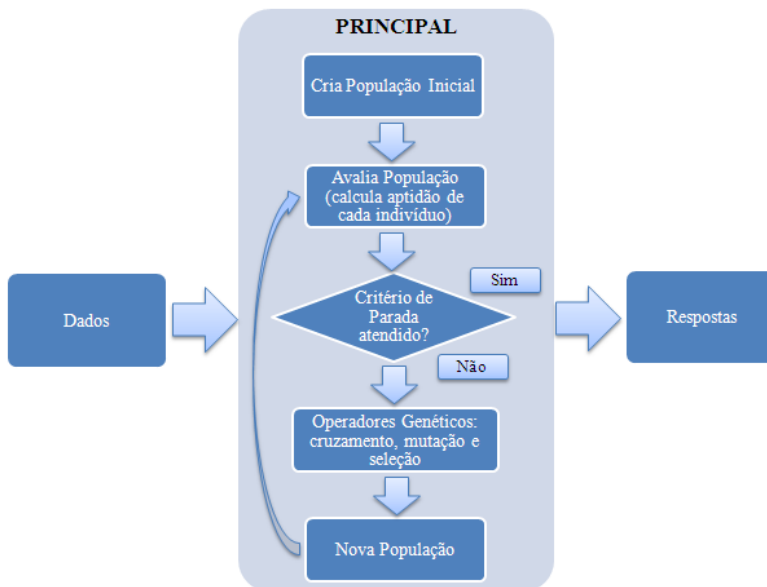 PRINCIPAL
Cria População Inicial
Avalia População
(calcula aptidão de
cada indivíduo)
Dados
Critério de
Parada
atendido?
Sim
Respostas
Não
Operadores Genéticos:
cruzamento, mutação e
seleção
Nova População